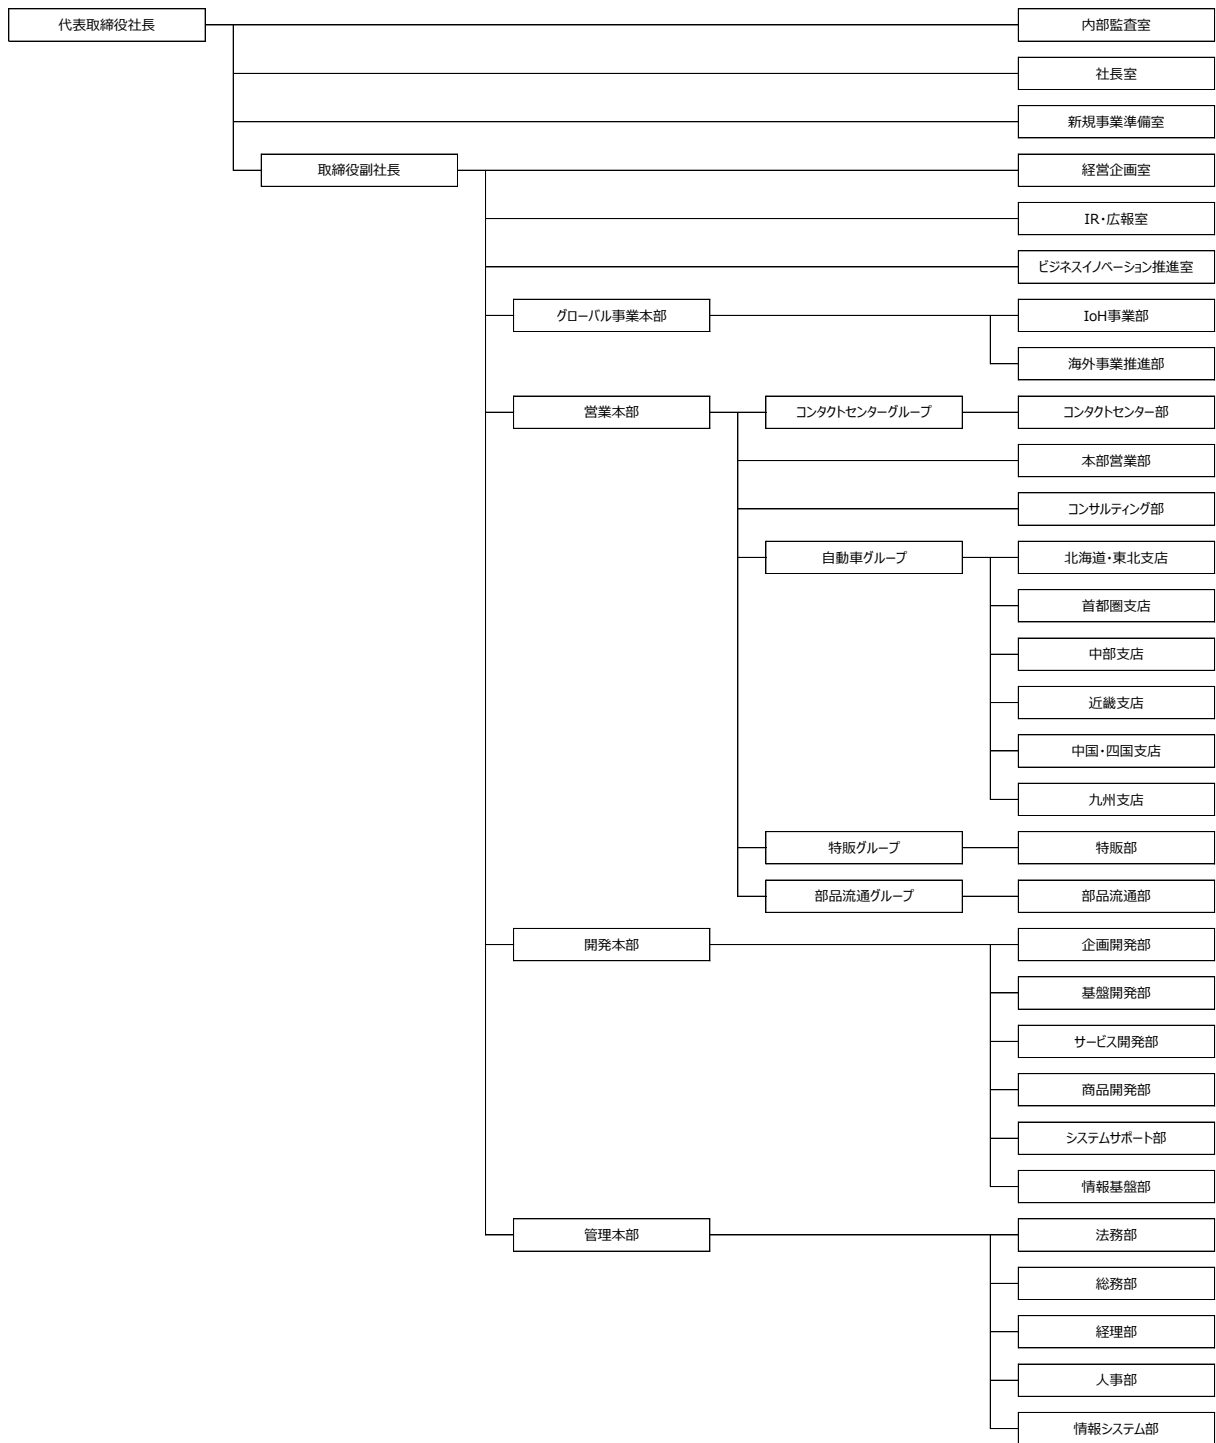 代表取締役社長
内部監査室
社長室
新規事業準備室
取締役副社長
経営企画室
IR・広報室
ビジネスイノベーション推進室
グローバル事業本部
IoH事業部
海外事業推進部
営業本部
コンタクトセンターグループ
コンタクトセンター部
本部営業部
コンサルティング部
自動車グループ
北海道・東北支店
首都圏支店
中部支店
近畿支店
中国・四国支店
九州支店
特販グループ
特販部
部品流通グループ
部品流通部
開発本部
企画開発部
基盤開発部
サービス開発部
商品開発部
システムサポート部
情報基盤部
管理本部
法務部
総務部
経理部
人事部
情報システム部